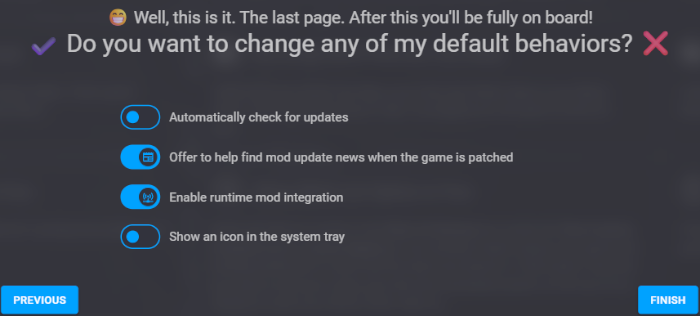 Well, this is it. The last page. After this you'll be fully on board!
Do you want to change any of my default behaviors?
Automatically check for updates
Offer to help find mod update news when the game is patched
Enable runtime mod integration
Show an icon in the system tray
PREVIOUS
FINISH